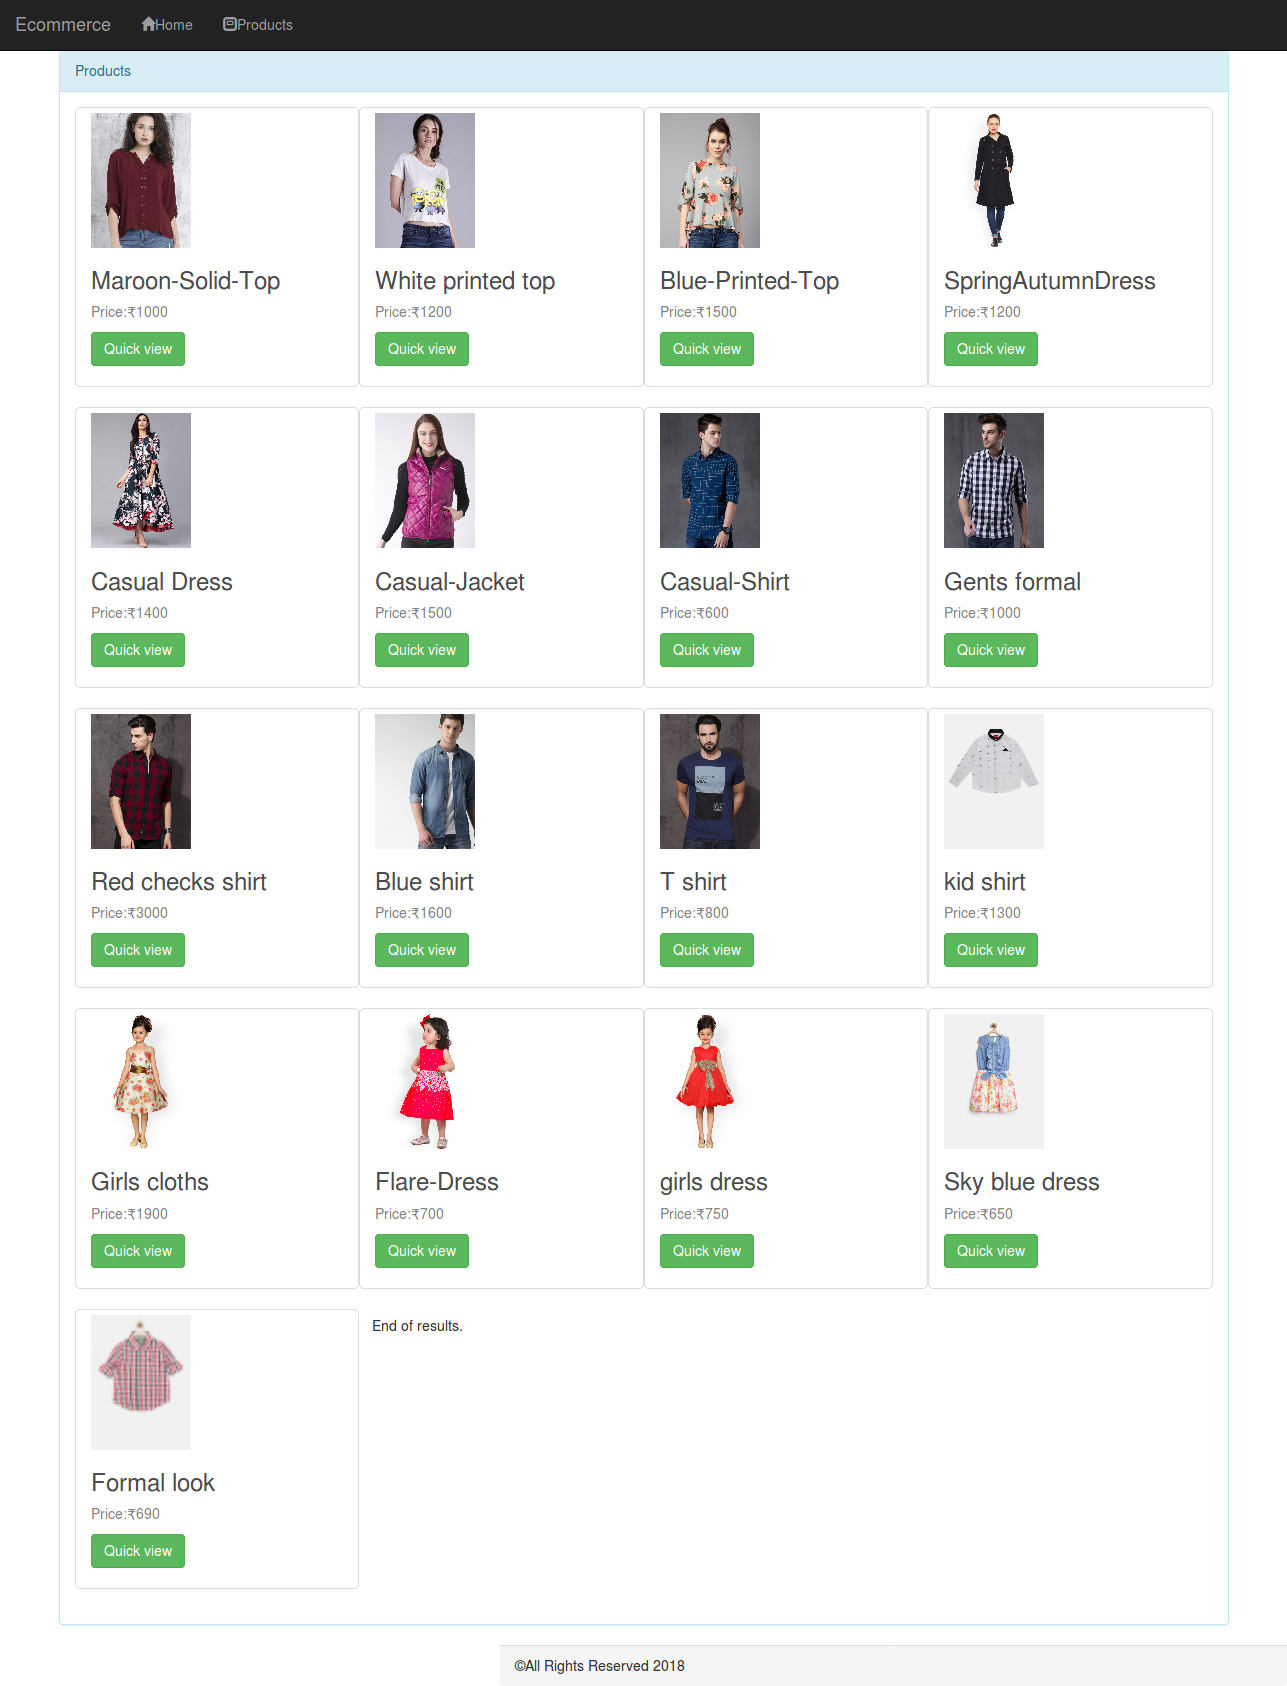 Ecommerce Home Products
Products
Maroon-Solid-Top
Price:₹1000
Quick view
White printed top
Price:₹1200
Quick view
Blue-Printed-Top
Price:₹1500
Quick view
SpringAutumnDress
Price:₹1200
Quick view
Casual Dress
Price:₹1400
Quick view
Casual-Jacket
Price:₹1500
Quick view
Casual-Shirt
Price:₹600
Quick view
Gents formal
Price:₹1000
Quick view
Red checks shirt
Price:₹3000
Quick view
Blue shirt
Price:₹1600
Quick view
T shirt
Price:₹800
Quick view
kid shirt
Price:₹1300
Quick view
Girls cloths
Price:₹1900
Quick view
Flare-Dress
Price:₹700
Quick view
girls dress
Price:₹750
Quick view
Sky blue dress
Price:₹650
Quick view
Formal look
Price:₹690
Quick view
End of results.
©All Rights Reserved 2018